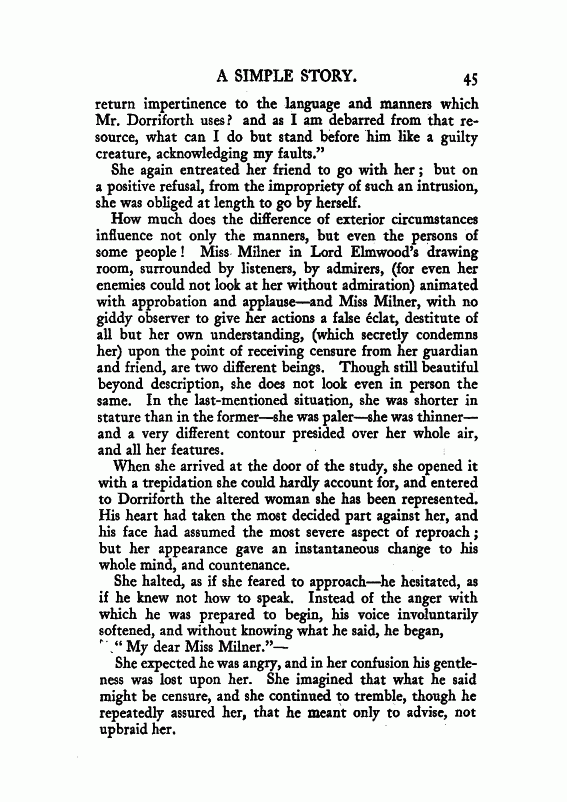 A SIMPLE STORY. 45
return impertinence to the language and manners which
Mr. Dorriforth uses? and as I am debarred from that re-
source, what can I do but stand before him like a guilty
creature, acknowledging my faults.”
She again entreated her friend to go with her; but on
a positive refusal, from the impropriety of such an intrusion,
she was obliged at length to go by herself.
How much does the difference of exterior circumstances
influence not only the manners, but even the persons of
some people! Miss Milner in Lord Elmwood’s drawing
room, surrounded by listeners, by admirers, (for even her
enemies could not look at her without admiration) animated
with approbation and applause—and Miss Milner, with no
giddy observer to give her actions a false éclat, destitute of
all but her own understanding, (which secretly condemns
her) upon the point of receiving censure from her guardian
and friend, are two different beings. Though still beautiful
beyond description, she does not look even in person the
same. In the last-mentioned situation, she was shorter in
stature than in the former—she was paler—she was thinner—
and a very different contour presided over her whole air,
and all her features.
When she arrived at the door of the study, she opened it
with a trepidation she could hardly account for, and entered
to Dorriforth the altered woman she has been represented.
His heart had taken the most decided part against her, and
his face had assumed the most severe aspect of reproach;
but her appearance gave an instantaneous change to his
whole mind, and countenance.
She halted, as if she feared to approach—he hesitated, as
if he knew not how to speak. Instead of the anger with
which he was prepared to begin, his voice involuntarily
softened, and without knowing what he said, he began,
“My dear Miss Milner.”—
She expected he was angry, and in her confusion his gentle-
ness was lost upon her. She imagined that what he said
might be censure, and she continued to tremble, though he
repeatedly assured her, that he meant only to advise, not
upbraid her.